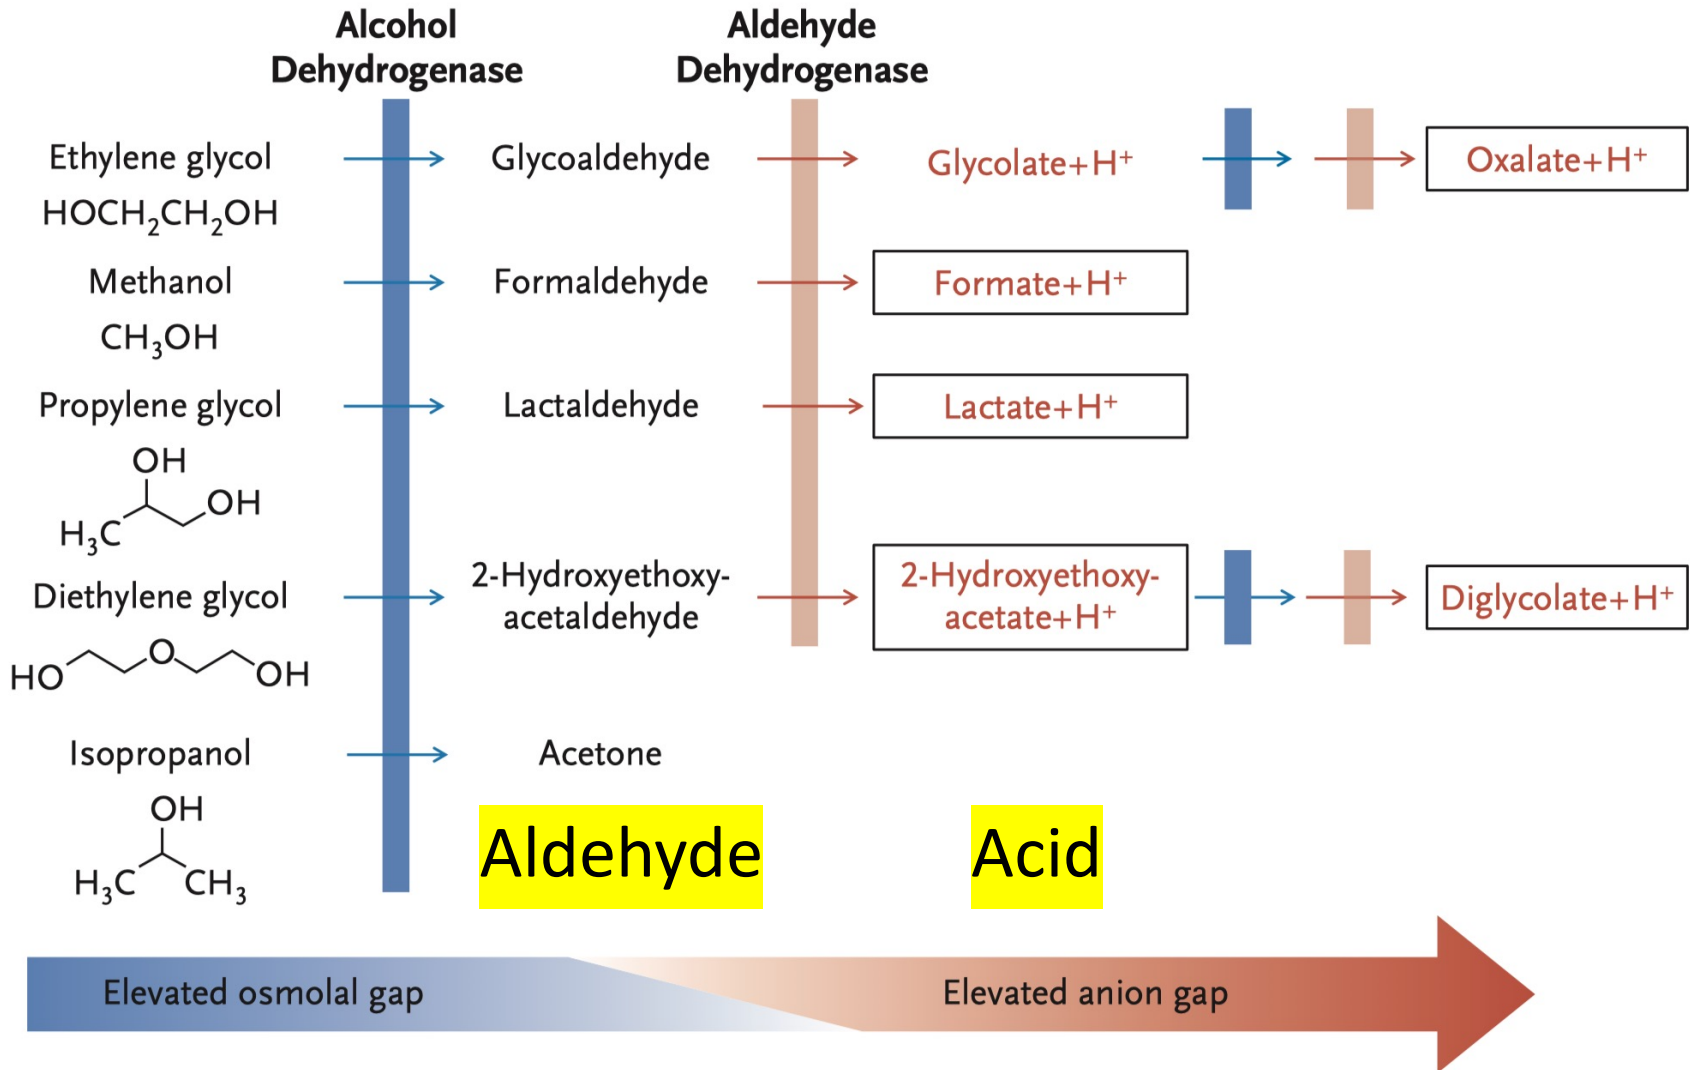 Alcohol
Dehydrogenase
Aldehyde
Dehydrogenase
Ethylene glycol
Glycoaldehyde
Glycolate+H⁺
Oxalate+H⁺
HOCH₂CH₂OH
Methanol
Formaldehyde
Formate+H⁺
CH₃OH
Propylene glycol
Lactaldehyde
Lactate+H⁺
OH
OH
H₃C
Diethylene glycol
2-Hydroxyethoxy-
acetaldehyde
2-Hydroxyethoxy-
acetate+H⁺
Diglycolate+H⁺
HO
O
OH
Isopropanol
Acetone
OH
H₃C
CH₃
Aldehyde
Acid
Elevated osmolal gap
Elevated anion gap